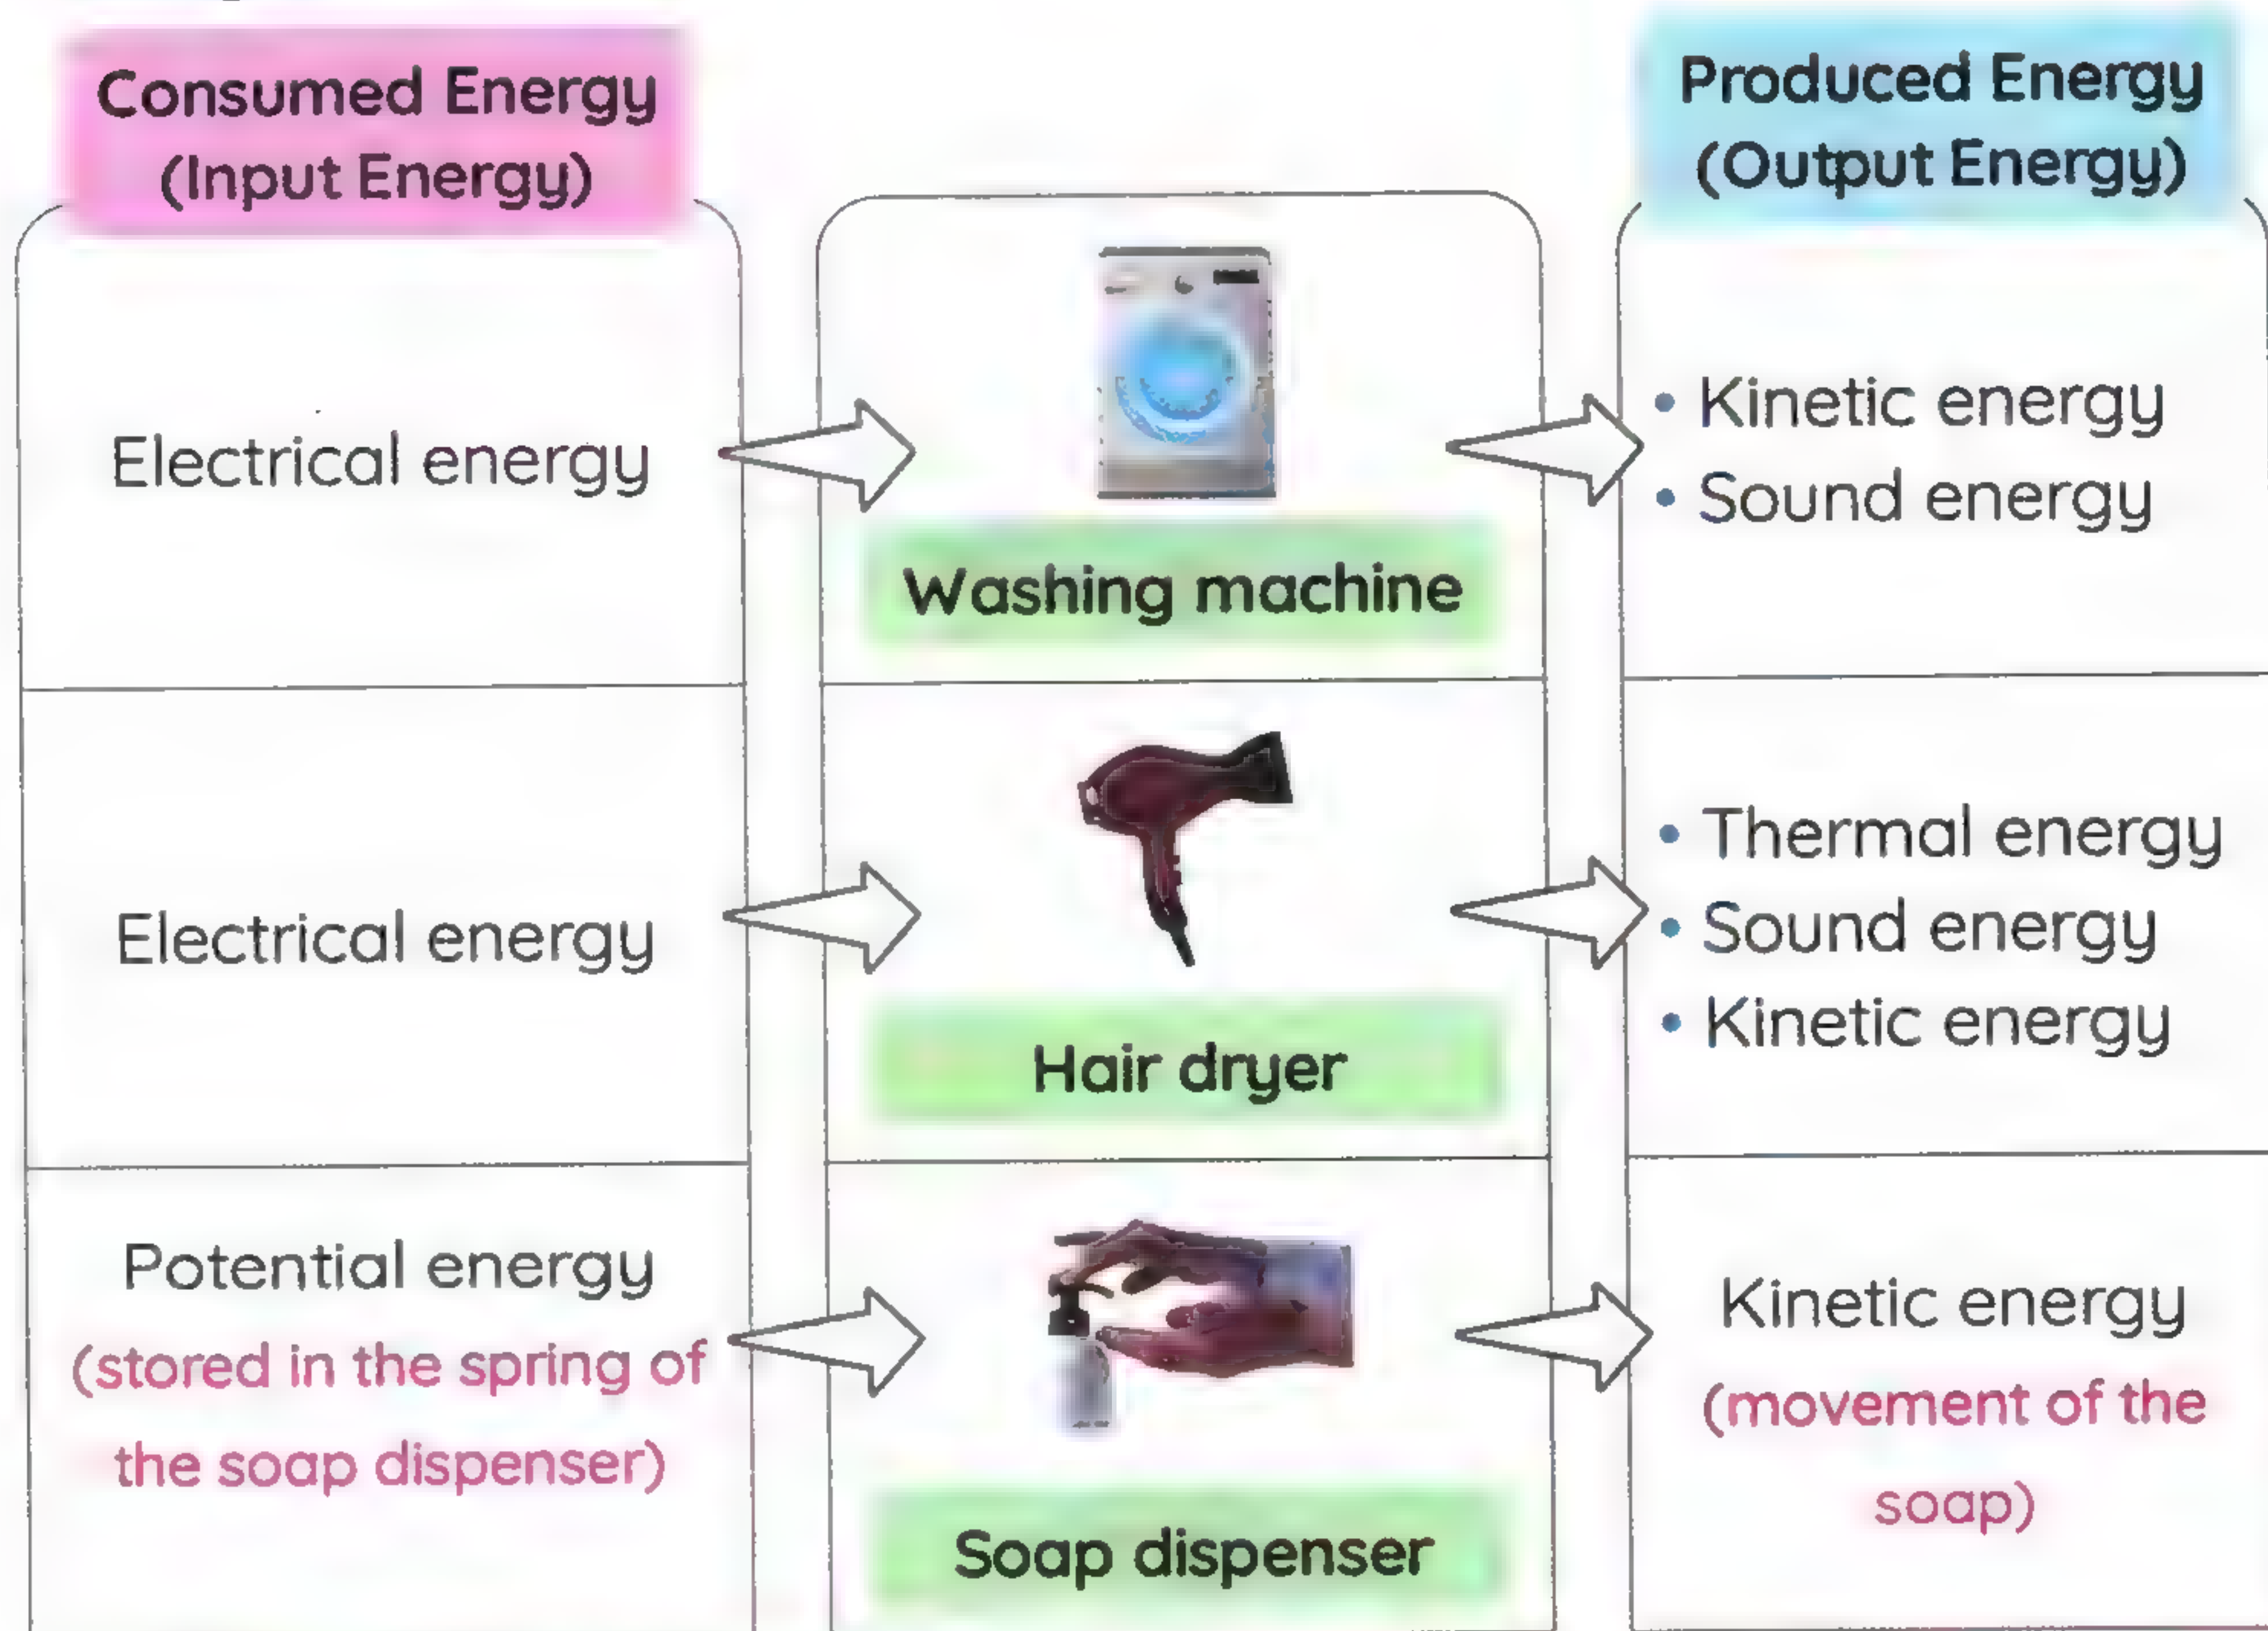 Consumed Energy
(Input Energy)
Produced Energy
(Output Energy)
Electrical energy
Washing machine
• Kinetic energy
• Sound energy
Electrical energy
Hair dryer
• Thermal energy
• Sound energy
• Kinetic energy
Potential energy
(stored in the spring of
the soap dispenser)
Soap dispenser
Kinetic energy
(movement of the
soap)